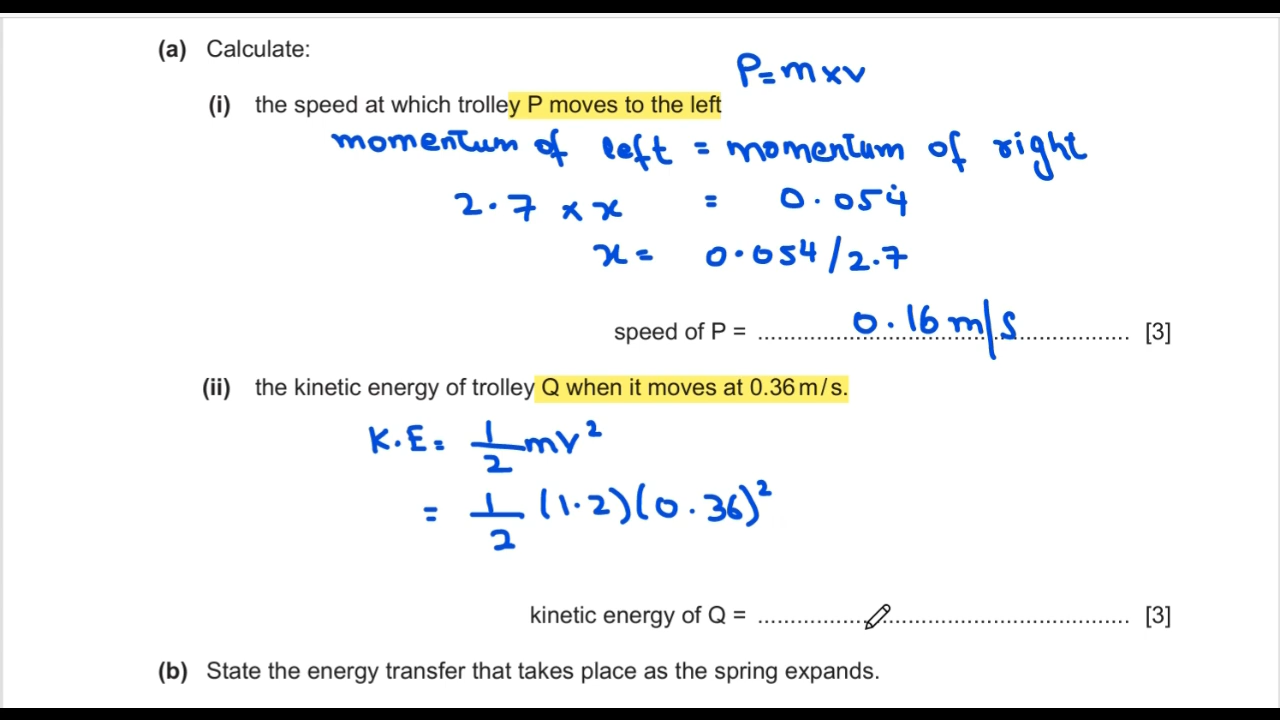 (a) Calculate:
P=m×v
(i) the speed at which trolley P moves to the left
momentum of left = momentum of right
2.7 × x = 0.054
x = 0.054/2.7
speed of P = .......... 0.16 m/s .......... [3]
(ii) the kinetic energy of trolley Q when it moves at 0.36 m/s.
K.E = 1/2 mv²
= 1/2 (1.2)(0.36)²
kinetic energy of Q = .................... [3]
(b) State the energy transfer that takes place as the spring expands.